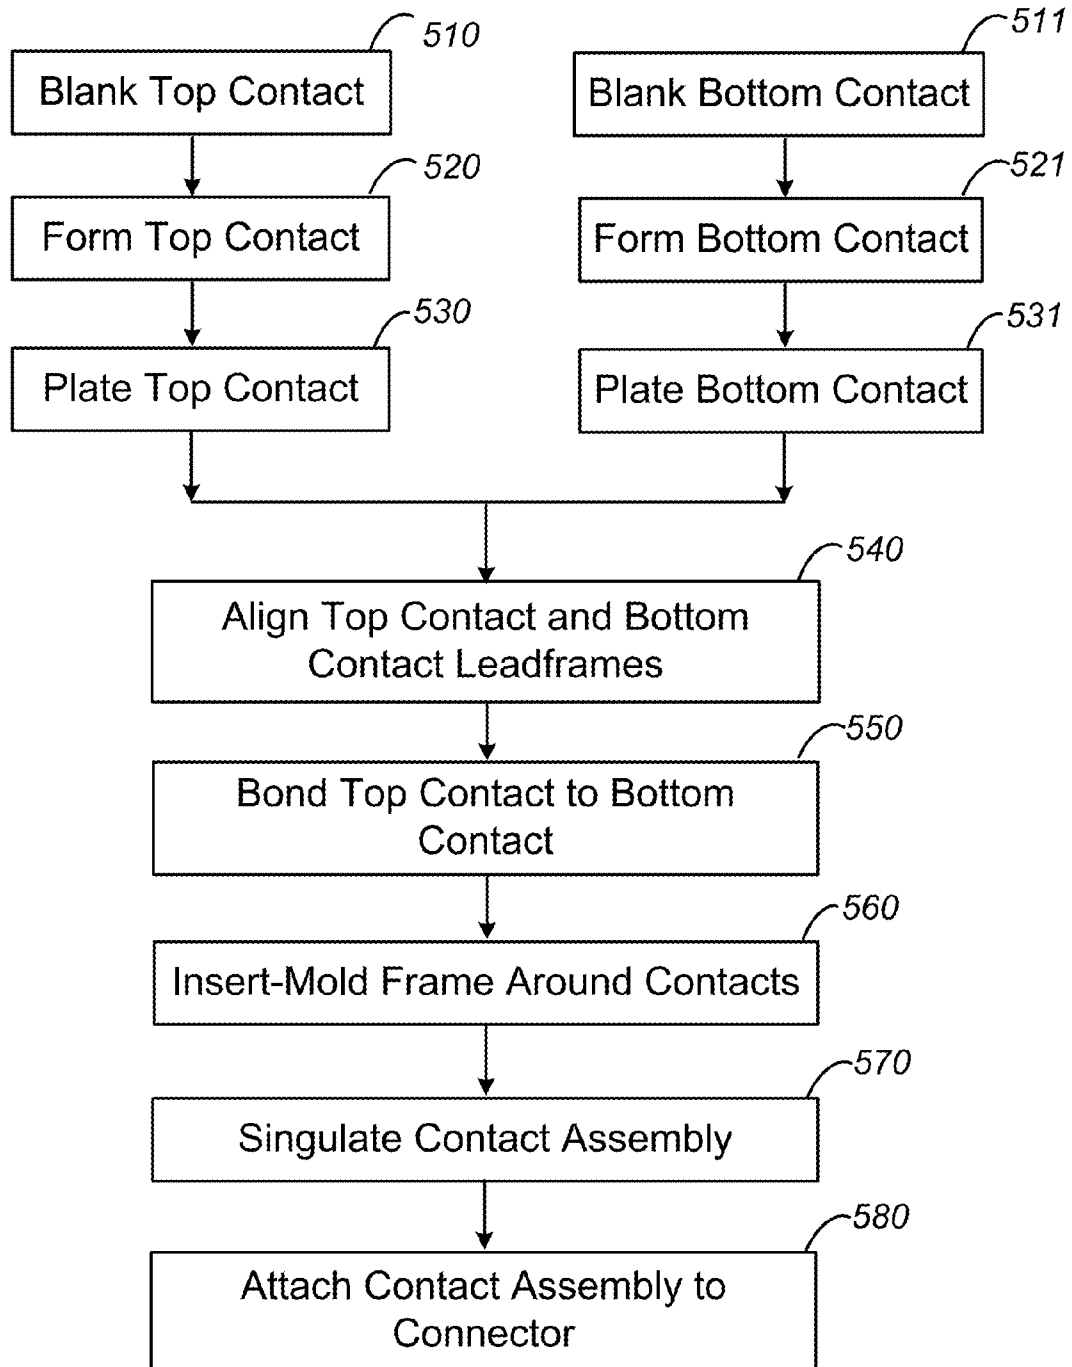 510
Blank Top Contact
511
Blank Bottom Contact
520
Form Top Contact
521
Form Bottom Contact
530
Plate Top Contact
531
Plate Bottom Contact
540
Align Top Contact and Bottom
Contact Leadframes
550
Bond Top Contact to Bottom
Contact
560
Insert-Mold Frame Around Contacts
570
Singulate Contact Assembly
580
Attach Contact Assembly to
Connector